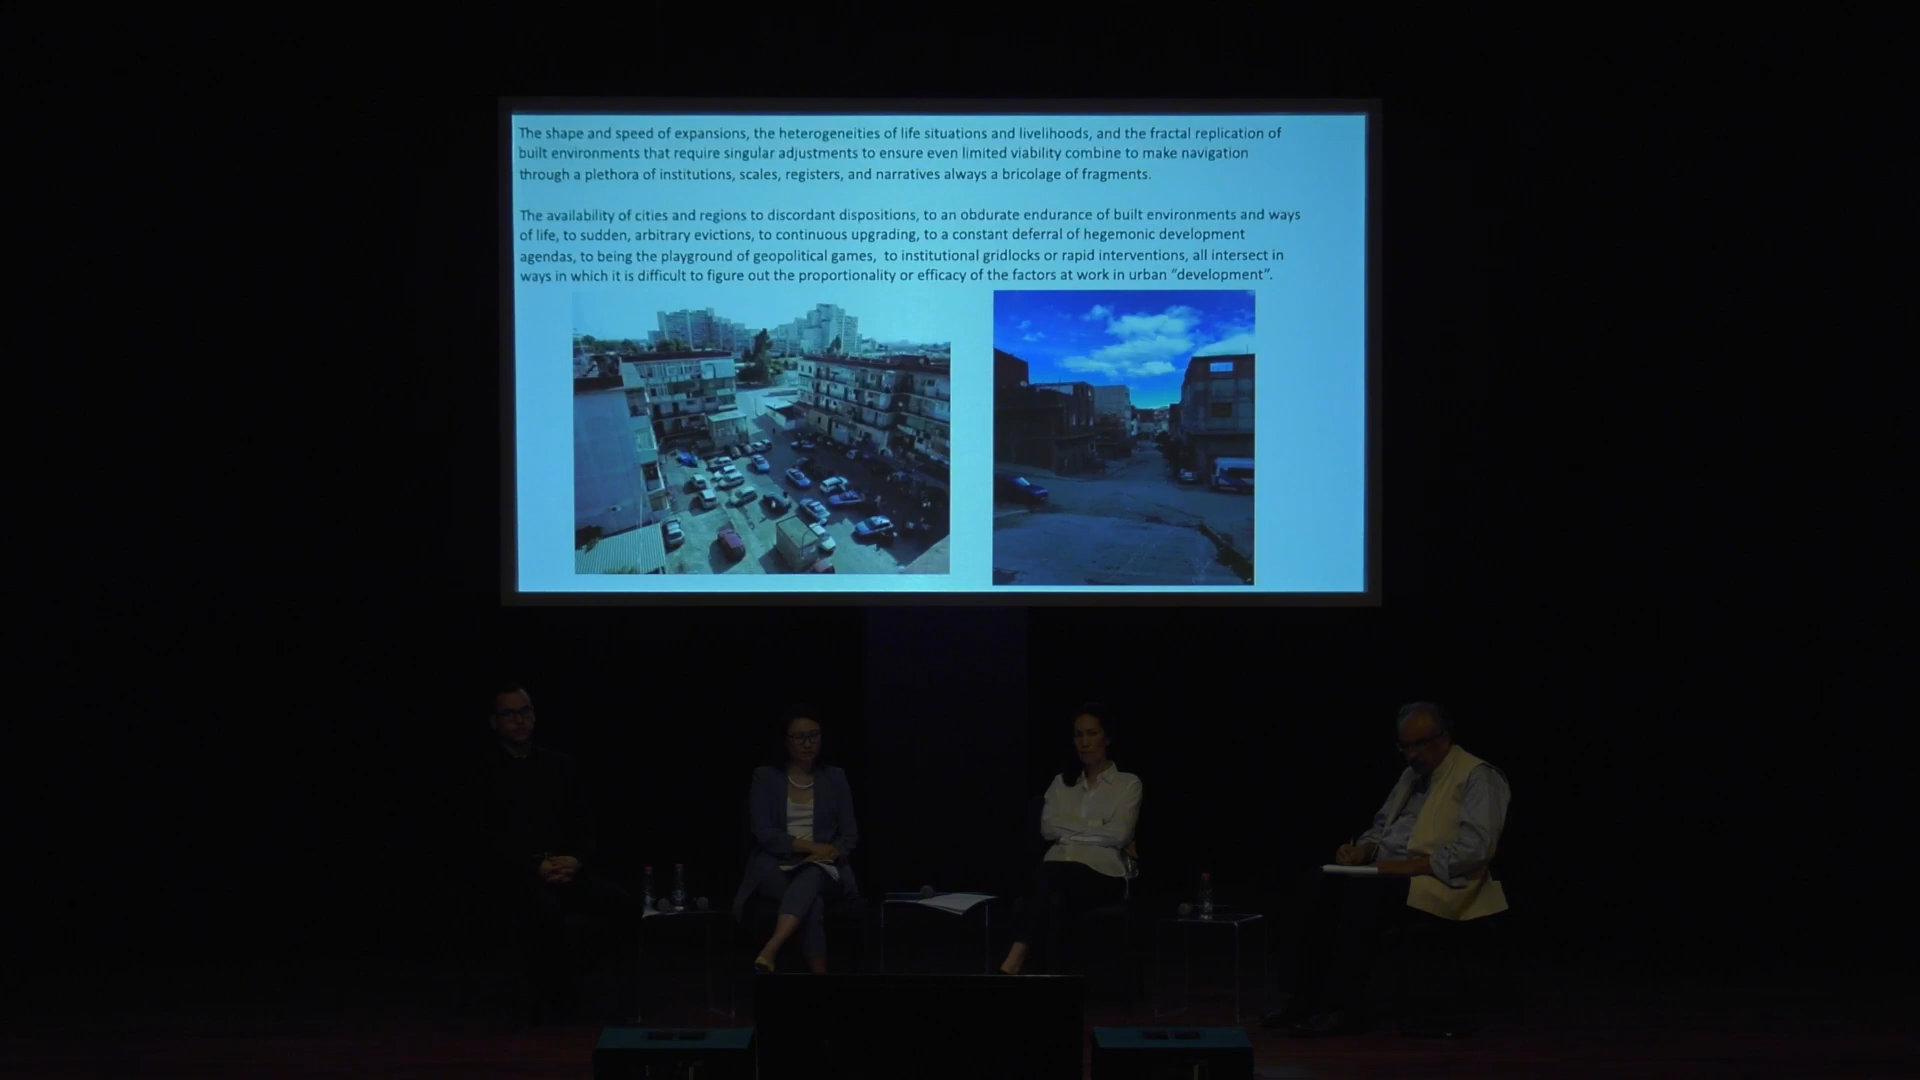 The shape and speed of expansions, the heterogeneities of life situations and livelihoods, and the fractal replication of
built environments that require singular adjustments to ensure even limited viability combine to make navigation
through a plethora of institutions, scales, registers, and narratives always a bricolage of fragments.
The availability of cities and regions to discordant dispositions, to an obdurate endurance of built environments and ways
of life, to sudden, arbitrary evictions, to continuous upgrading, to a constant deferral of hegemonic development
agendas, to being the playground of geopolitical games, to institutional gridlocks or rapid interventions, all intersect in
ways in which it is difficult to figure out the proportionality or efficacy of the factors at work in urban “development”.